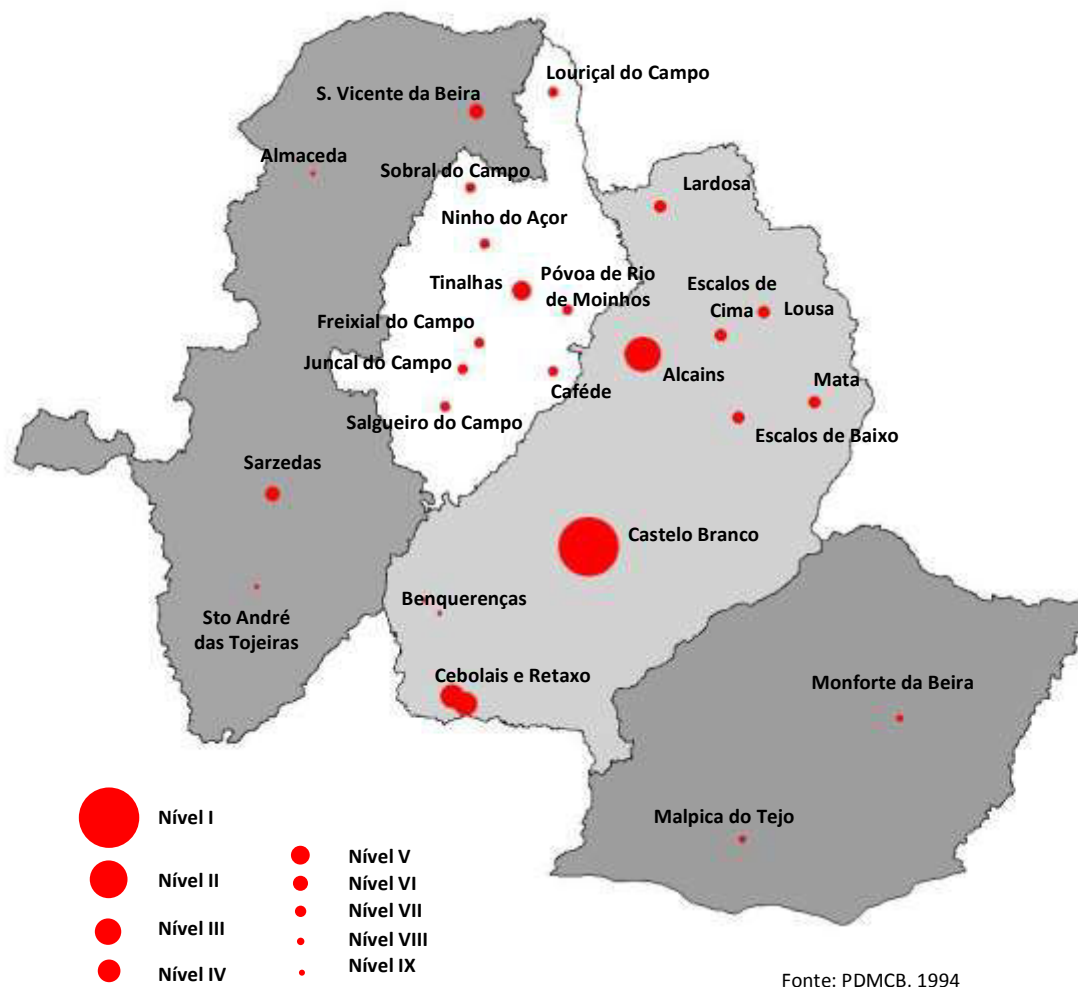 Louriçal do Campo
S. Vicente da Beira
Almaceda
Sobral do Campo
Lardosa
Ninho do Açor
Tinalhas
Póvoa de Rio
de Moinhos
Escalos de
Cima
Lousa
Freixial do Campo
Juncal do Campo
Alcains
Caféde
Mata
Salgueiro do Campo
Escalos de Baixo
Sarzedas
Castelo Branco
Benquerenças
Sto André
das Tojeiras
Cebolais e Retaxo
Monforte da Beira
Malpica do Tejo
Nível I
Nível II
Nível III
Nível IV
Nível V
Nível VI
Nível VII
Nível VIII
Nível IX
Fonte: PDMCB, 1994